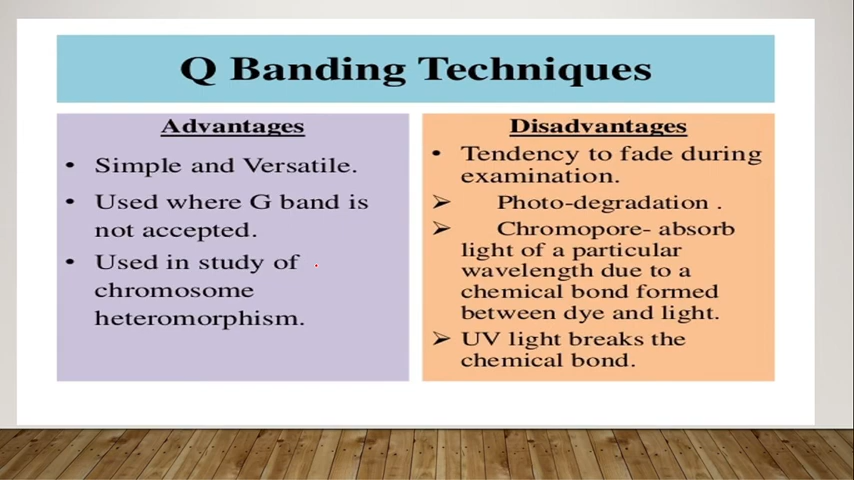 Q Banding Techniques
Advantages
• Simple and Versatile.
• Used where G band is
not accepted.
• Used in study of
chromosome
heteromorphism.
Disadvantages
• Tendency to fade during
examination.
➢ Photo-degradation .
➢ Chromopore- absorb
light of a particular
wavelength due to a
chemical bond formed
between dye and light.
➢ UV light breaks the
chemical bond.